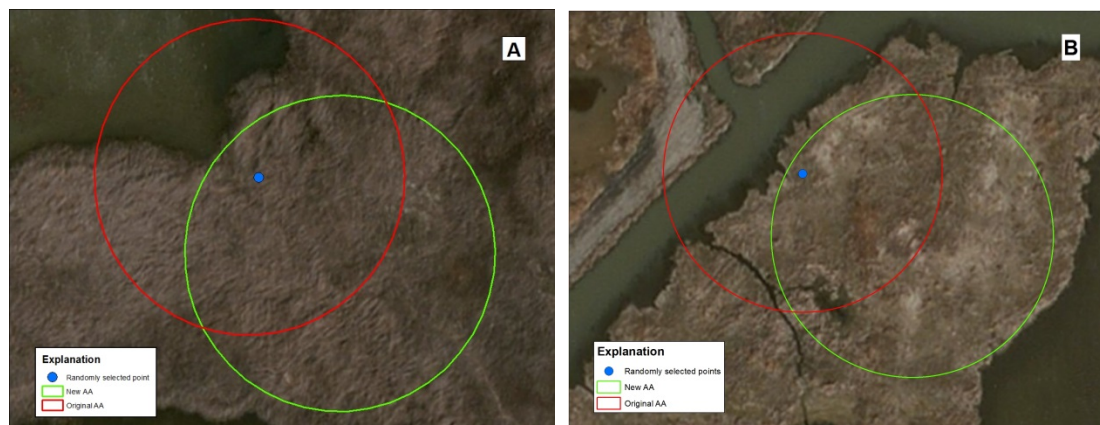 A
Explanation
Randomly selected point
New AA
Original AA
B
Explanation
Randomly selected points
New AA
Original AA